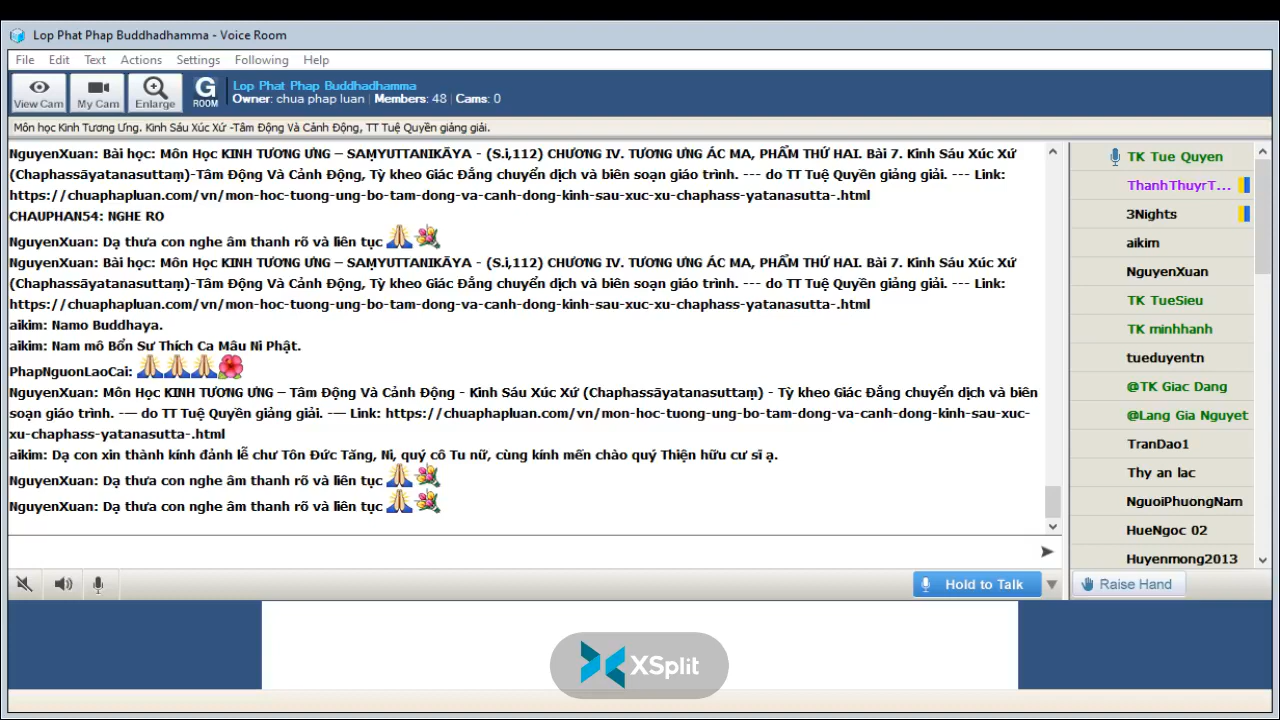 Lop Phat Phap Buddhadhamma - Voice Room
File Edit Text Actions Settings Following Help
View Cam My Cam Enlarge G ROOM
Lop Phat Phap Buddhadhamma
Owner: chua phap luan | Members: 48 | Cams: 0
Môn học Kinh Tương Ưng. Kinh Sáu Xúc Xứ -Tâm Động Và Cảnh Động, TT Tuệ Quyền giảng giải.
NguyenXuan: Bài học: Môn Học KINH TƯƠNG ƯNG – SAṂYUTTANIKĀYA - (S.i,112) CHƯƠNG IV. TƯƠNG ƯNG ÁC MA, PHẨM THỨ HAI. Bài 7. Kinh Sáu Xúc Xứ
(Chaphassāyatanasuttaṃ)-Tâm Động Và Cảnh Động, Tỳ kheo Giác Đẳng chuyển dịch và biên soạn giáo trình. --- do TT Tuệ Quyền giảng giải. --- Link:
https://chuaphapluan.com/vn/mon-hoc-tuong-ung-bo-tam-dong-va-canh-dong-kinh-sau-xuc-xu-chaphass-yatanasutta-.html
CHAUPHAN54: NGHE RO
NguyenXuan: Dạ thưa con nghe âm thanh rõ và liên tục
NguyenXuan: Bài học: Môn Học KINH TƯƠNG ƯNG – SAṂYUTTANIKĀYA - (S.i,112) CHƯƠNG IV. TƯƠNG ƯNG ÁC MA, PHẨM THỨ HAI. Bài 7. Kinh Sáu Xúc Xứ
(Chaphassāyatanasuttaṃ)-Tâm Động Và Cảnh Động, Tỳ kheo Giác Đẳng chuyển dịch và biên soạn giáo trình. --- do TT Tuệ Quyền giảng giải. --- Link:
https://chuaphapluan.com/vn/mon-hoc-tuong-ung-bo-tam-dong-va-canh-dong-kinh-sau-xuc-xu-chaphass-yatanasutta-.html
aikim: Namo Buddhaya.
aikim: Nam mô Bổn Sư Thích Ca Mâu Ni Phật.
PhapNguonLaoCai:
NguyenXuan: Môn Học KINH TƯƠNG ƯNG – Tâm Động Và Cảnh Động - Kinh Sáu Xúc Xứ (Chaphassāyatanasuttaṃ) - Tỳ kheo Giác Đẳng chuyển dịch và biên
soạn giáo trình. -— do TT Tuệ Quyền giảng giải. -— Link: https://chuaphapluan.com/vn/mon-hoc-tuong-ung-bo-tam-dong-va-canh-dong-kinh-sau-xuc-
xu-chaphass-yatanasutta-.html
aikim: Dạ con xin thành kính đảnh lễ chư Tôn Đức Tăng, Ni, quý cô Tu nữ, cùng kính mến chào quý Thiện hữu cư sĩ ạ.
NguyenXuan: Dạ thưa con nghe âm thanh rõ và liên tục
NguyenXuan: Dạ thưa con nghe âm thanh rõ và liên tục
TK Tue Quyen
ThanhThuyrT...
3Nights
aikim
NguyenXuan
TK TueSieu
TK minhhanh
tueduyentn
@TK Giac Dang
@Lang Gia Nguyet
TranDao1
Thy an lac
NguoiPhuongNam
HueNgoc 02
Huyenmong2013
Hold to Talk
Raise Hand
XSplit